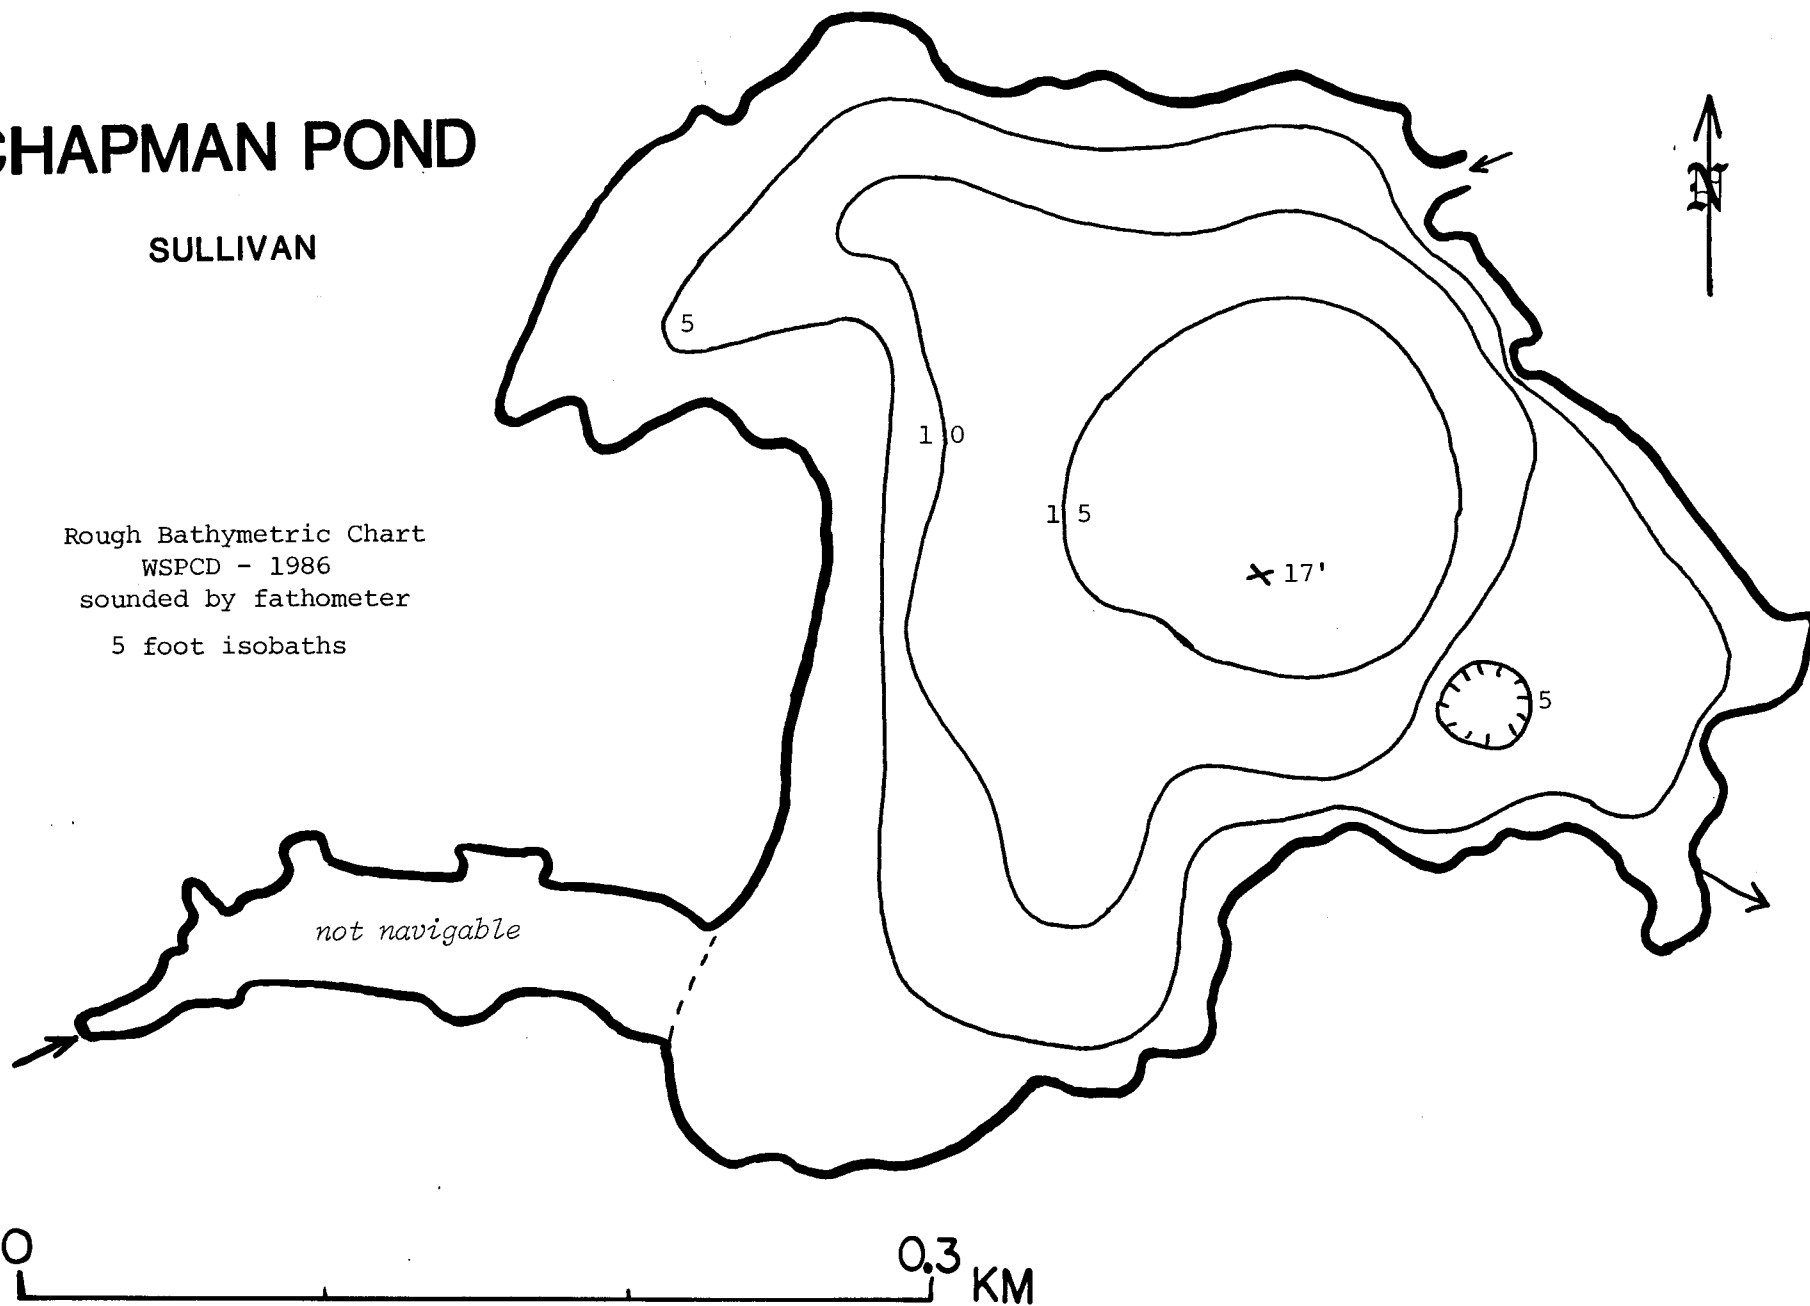 CHAPMAN POND
SULLIVAN
N
5
10
15
17'
5
Rough Bathymetric Chart
WSPCD - 1986
sounded by fathometer
5 foot isobaths
not navigable
0 0.3 KM